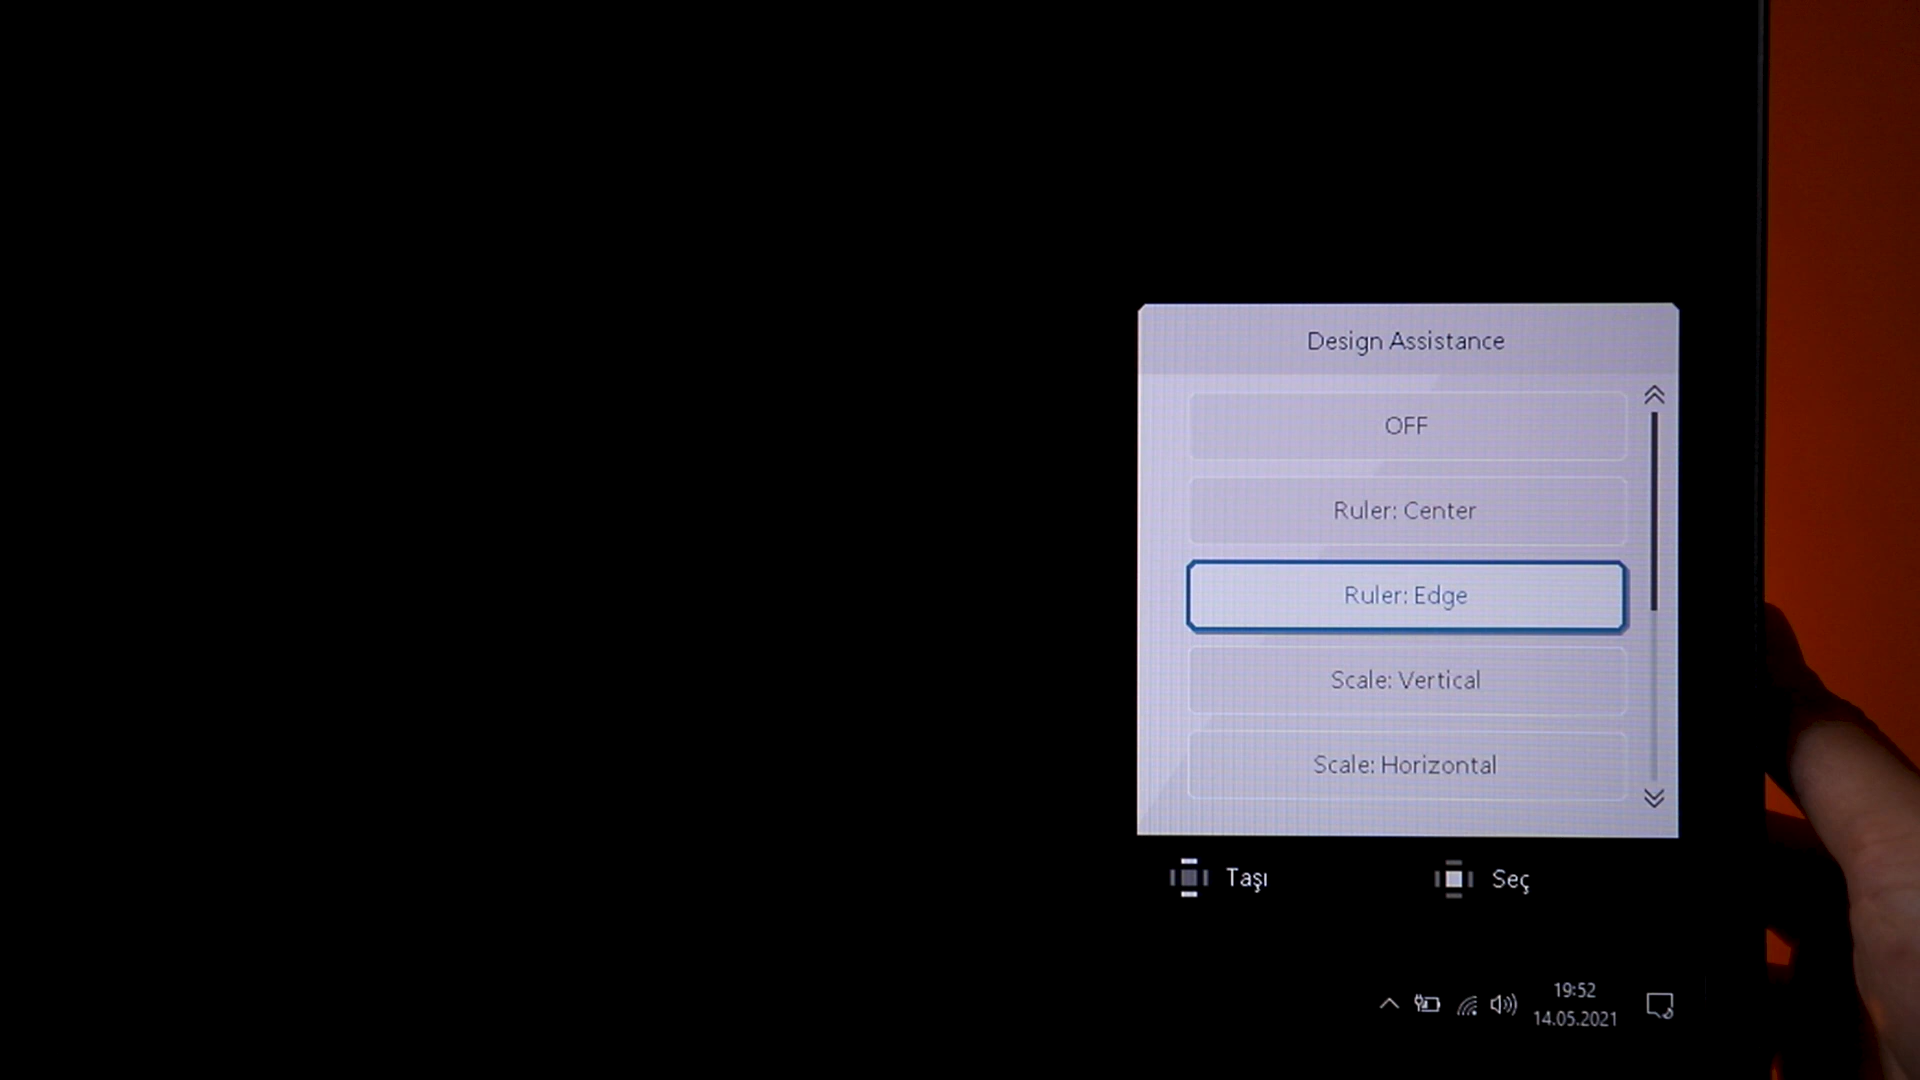 Design Assistance
OFF
Ruler: Center
Ruler: Edge
Scale: Vertical
Scale: Horizontal
Taşı
Seç
19:52
14.05.2021